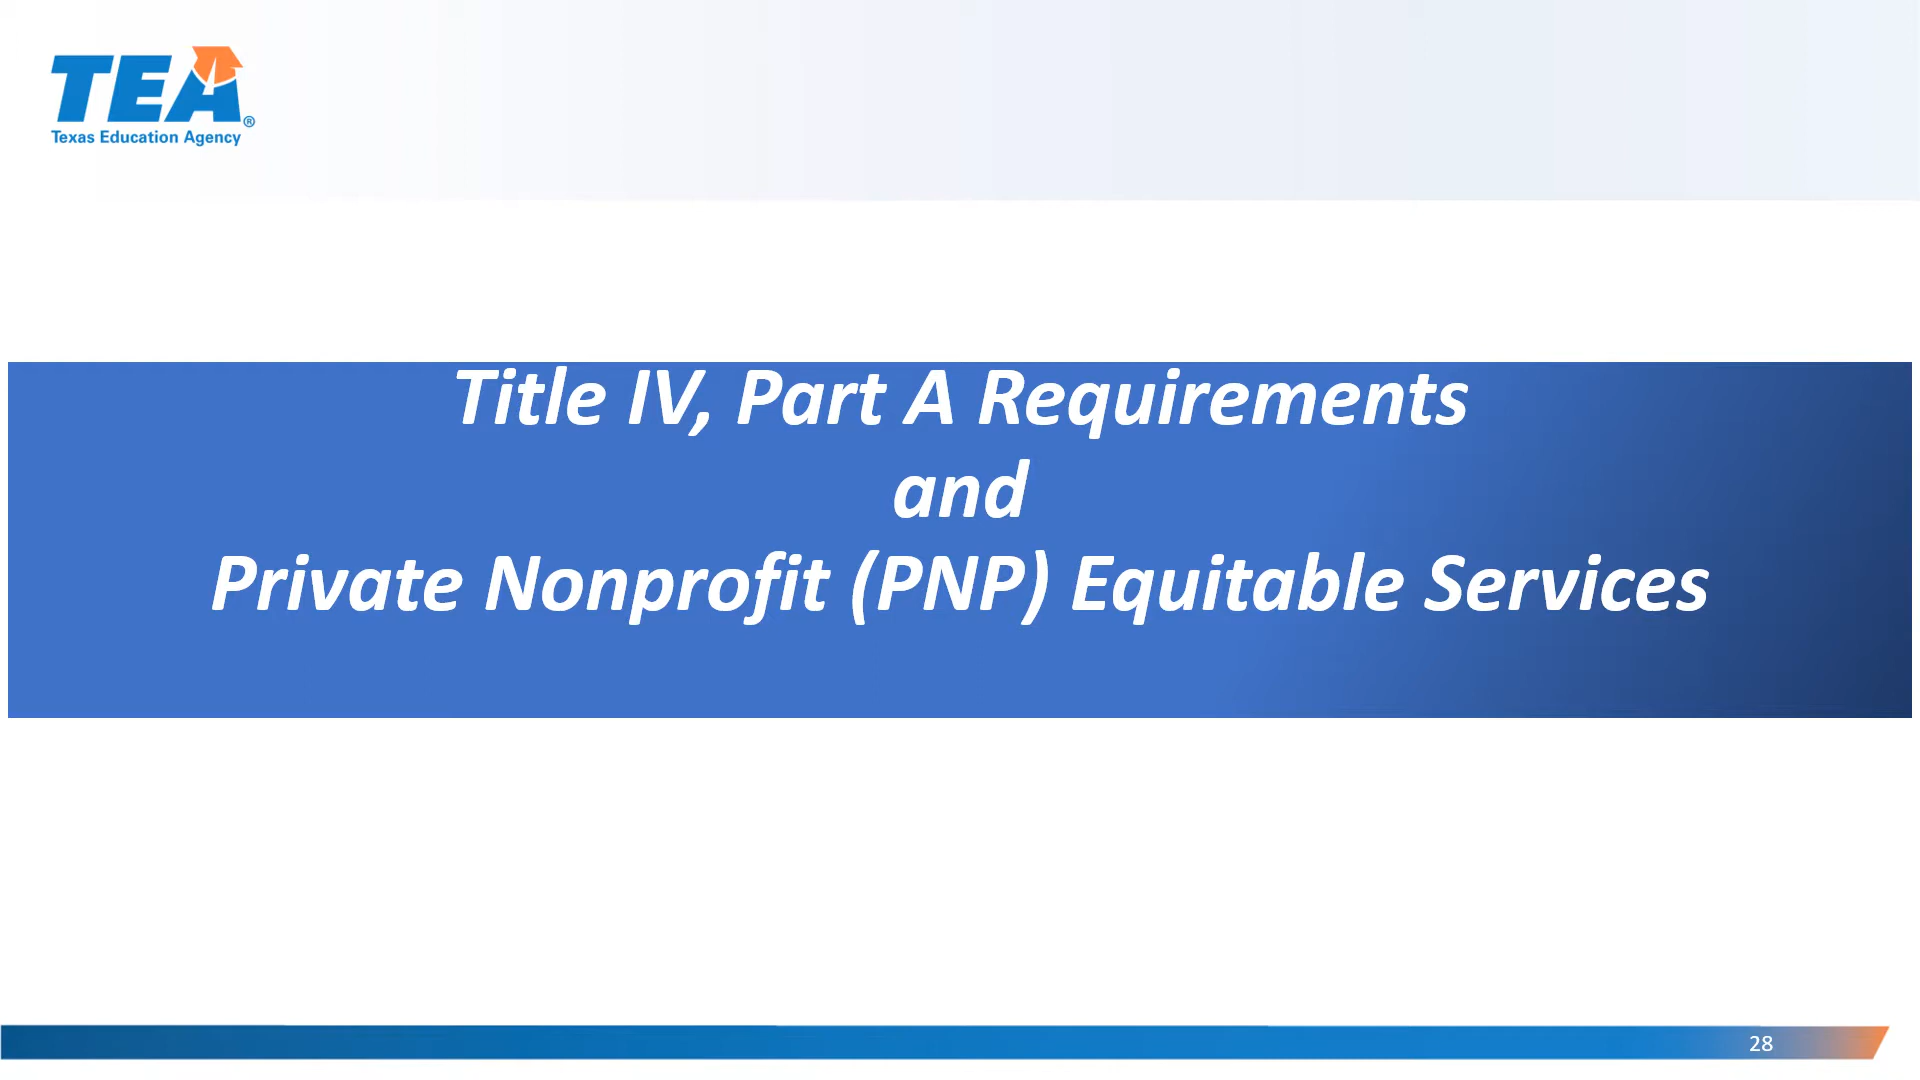 TEA®
Texas Education Agency
Title IV, Part A Requirements
and
Private Nonprofit (PNP) Equitable Services
28